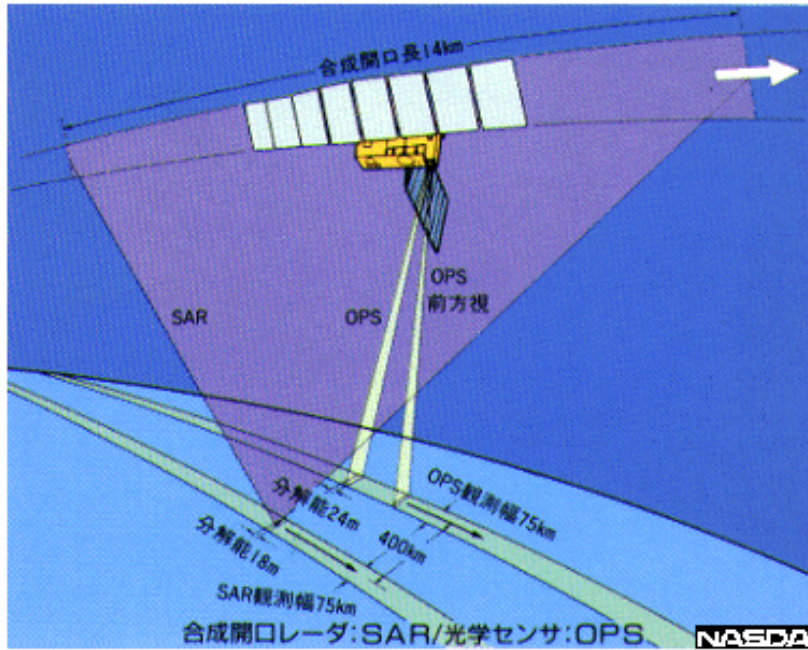 合成開口長14km
SAR
OPS
OPS
前方視
分解能24m
OPS観測幅75km
400km
分解能18m
SAR観測幅75km
合成開口レーダ:SAR/光学センサ:OPS
NASDA